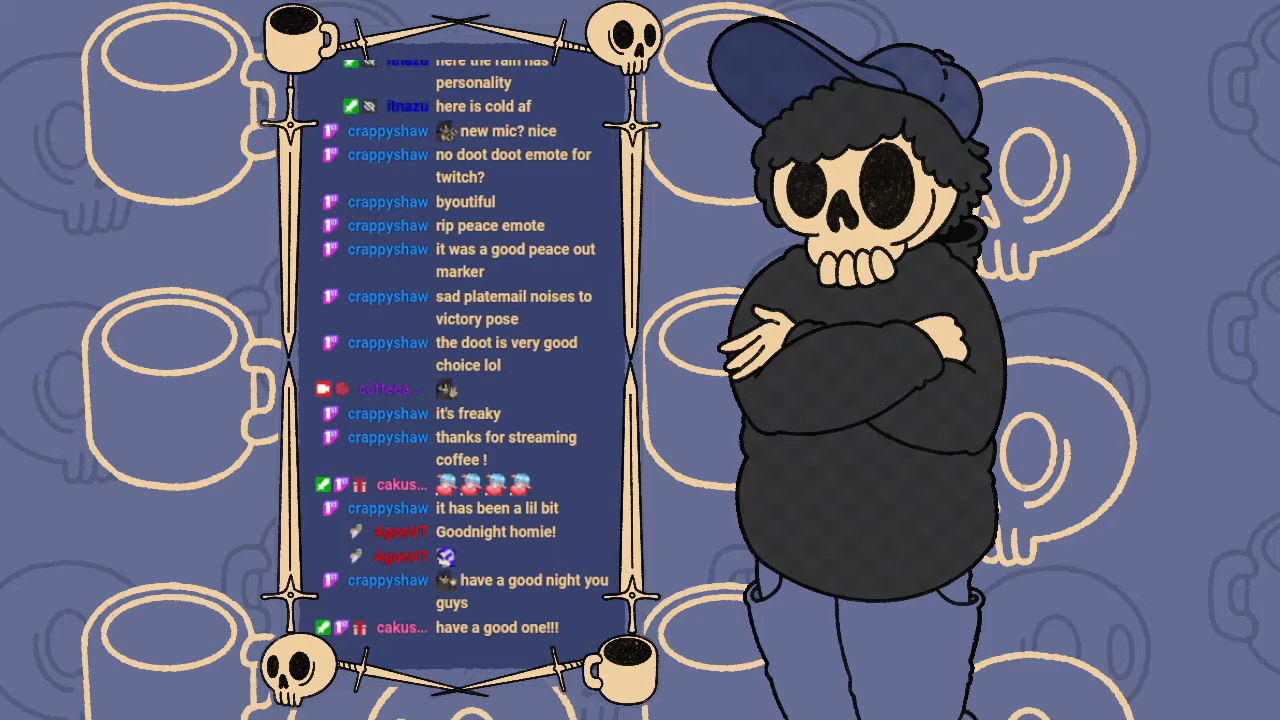 itnazu here the rain has
personality
itnazu here is cold af
crappyshaw new mic? nice
crappyshaw no doot doot emote for
twitch?
crappyshaw byoutiful
crappyshaw rip peace emote
crappyshaw it was a good peace out
marker
crappyshaw sad platemail noises to
victory pose
crappyshaw the doot is very good
choice lol
coffeea...
crappyshaw it's freaky
crappyshaw thanks for streaming
coffee !
cakus...
crappyshaw it has been a lil bit
AgonVT Goodnight homie!
AgonVT
crappyshaw have a good night you
guys
cakus... have a good one!!!